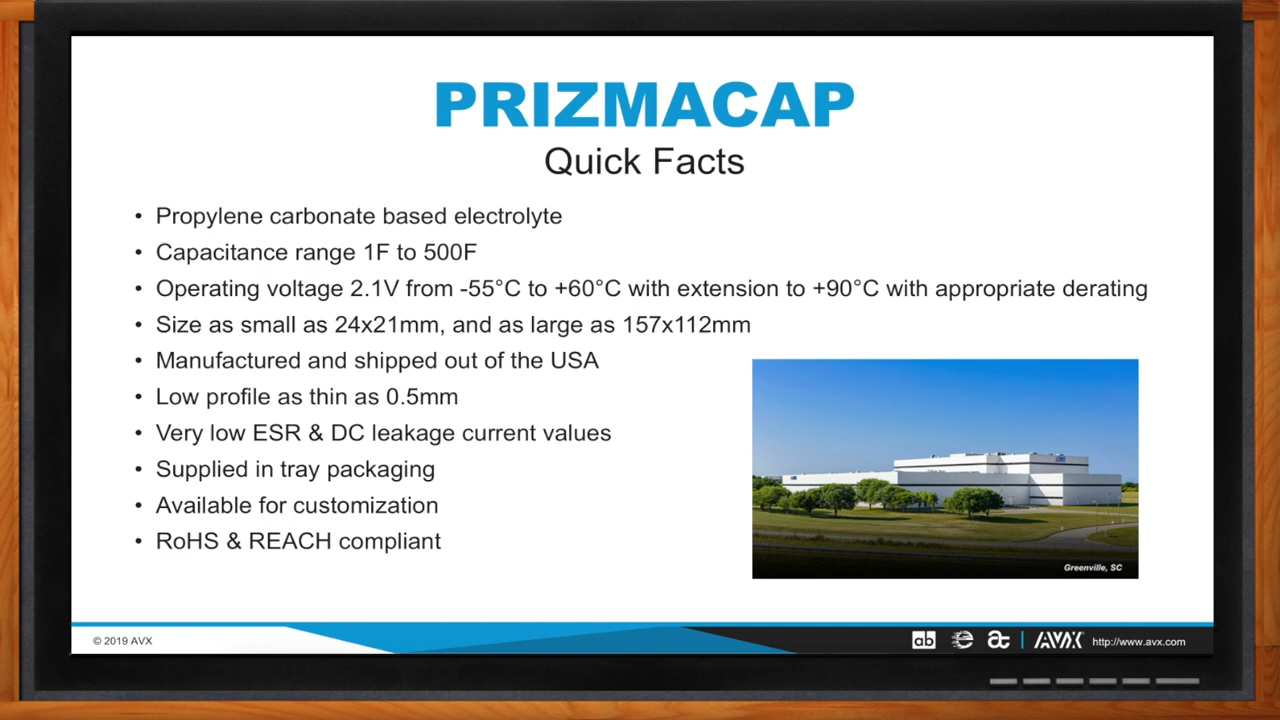 PRIZMACAP
Quick Facts
• Propylene carbonate based electrolyte
• Capacitance range 1F to 500F
• Operating voltage 2.1V from -55°C to +60°C with extension to +90°C with appropriate derating
• Size as small as 24x21mm, and as large as 157x112mm
• Manufactured and shipped out of the USA
• Low profile as thin as 0.5mm
• Very low ESR & DC leakage current values
• Supplied in tray packaging
• Available for customization
• RoHS & REACH compliant
Greenville, SC
© 2019 AVX
ab
AVX
http://www.avx.com